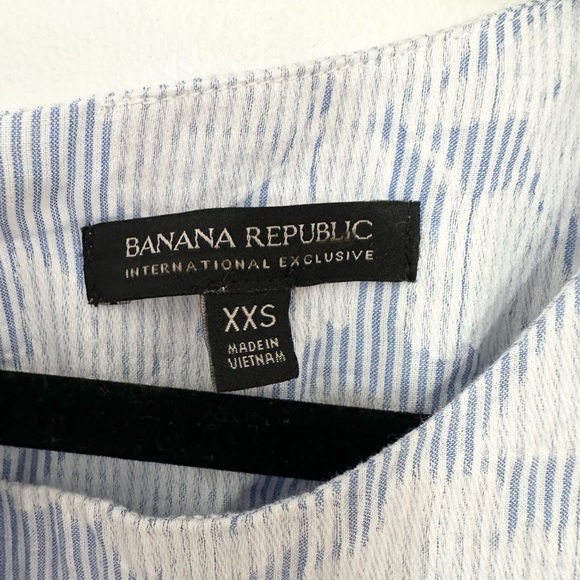 BANANA REPUBLIC
INTERNATIONAL EXCLUSIVE
XXS
MADE IN
VIETNAM